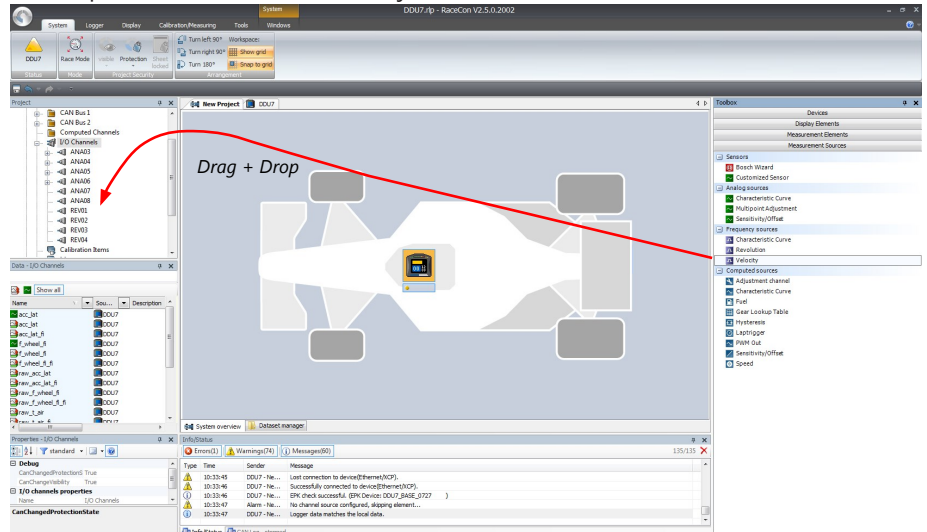 System
DDU7.rlp - RaceCon V2.5.0.2002
System Logger Display Calibration/Measuring Tools Windows
DDU7
Race Mode
visible
Protection
Sheet locked
Turn left 90°
Turn right 90°
Turn 180°
Workspace:
Show grid
Snap to grid
Status
Mode
Project Security
Arrangement
Project
CAN Bus 1
CAN Bus 2
Computed Channels
I/O Channels
ANA03
ANA04
ANA05
ANA06
ANA07
ANA08
REV01
REV02
REV03
REV04
Calibration Items
New Project DDU7
Drag + Drop
System overview Dataset manager
Toolbox
Devices
Display Elements
Measurement Elements
Measurement Sources
Sensors
Bosch Wizard
Customized Sensor
Analog sources
Characteristic Curve
Multipoint Adjustment
Sensitivity/Offset
Frequency sources
Characteristic Curve
Revolution
Velocity
Computed sources
Adjustment channel
Characteristic Curve
Fuel
Gear Lookup Table
Hysteresis
Laptrigger
PWM Out
Sensitivity/Offset
Speed
Data - I/O Channels
Show all
Name Sou... Description
acc_lat DDU7
acc_lat DDU7
acc_lat_fi DDU7
f_wheel_fl DDU7
f_wheel_fl DDU7
f_wheel_fl_fi DDU7
raw_acc_lat DDU7
raw_acc_lat_fi DDU7
raw_f_wheel_fl DDU7
raw_f_wheel_fl_fi DDU7
raw_t_air DDU7
raw_t_air_fi DDU7
Properties - I/O Channels
standard
Debug
CanChangedProtectionS True
CanChangeVisibility True
I/O channels properties
Name I/O Channels
CanChangedProtectionState
Info/Status
Errors(1) Warnings(74) Messages(60)
135/135
Type Time Sender Message
10:33:45 DDU7 - Ne... Lost connection to device(Ethernet/XCP).
10:33:46 DDU7 - Ne... Successfully connected to device(Ethernet/XCP).
10:33:46 DDU7 - Ne... EPK check successful. (EPK Device: DDU7_BASE_0727 )
10:33:47 Alarm - Ne... No channel source configured, skipping element...
10:33:47 DDU7 - Ne... Logger data matches the local data.